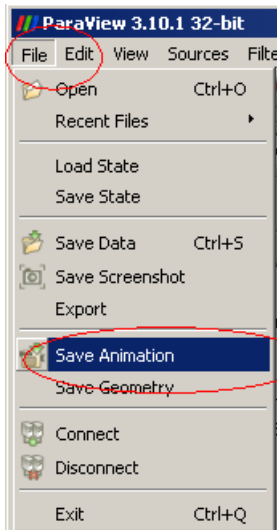 ParaView 3.10.1 32-bit
File Edit View Sources Filte
Open Ctrl+O
Recent Files
Load State
Save State
Save Data Ctrl+S
Save Screenshot
Export
Save Animation
Save Geometry
Connect
Disconnect
Exit Ctrl+Q